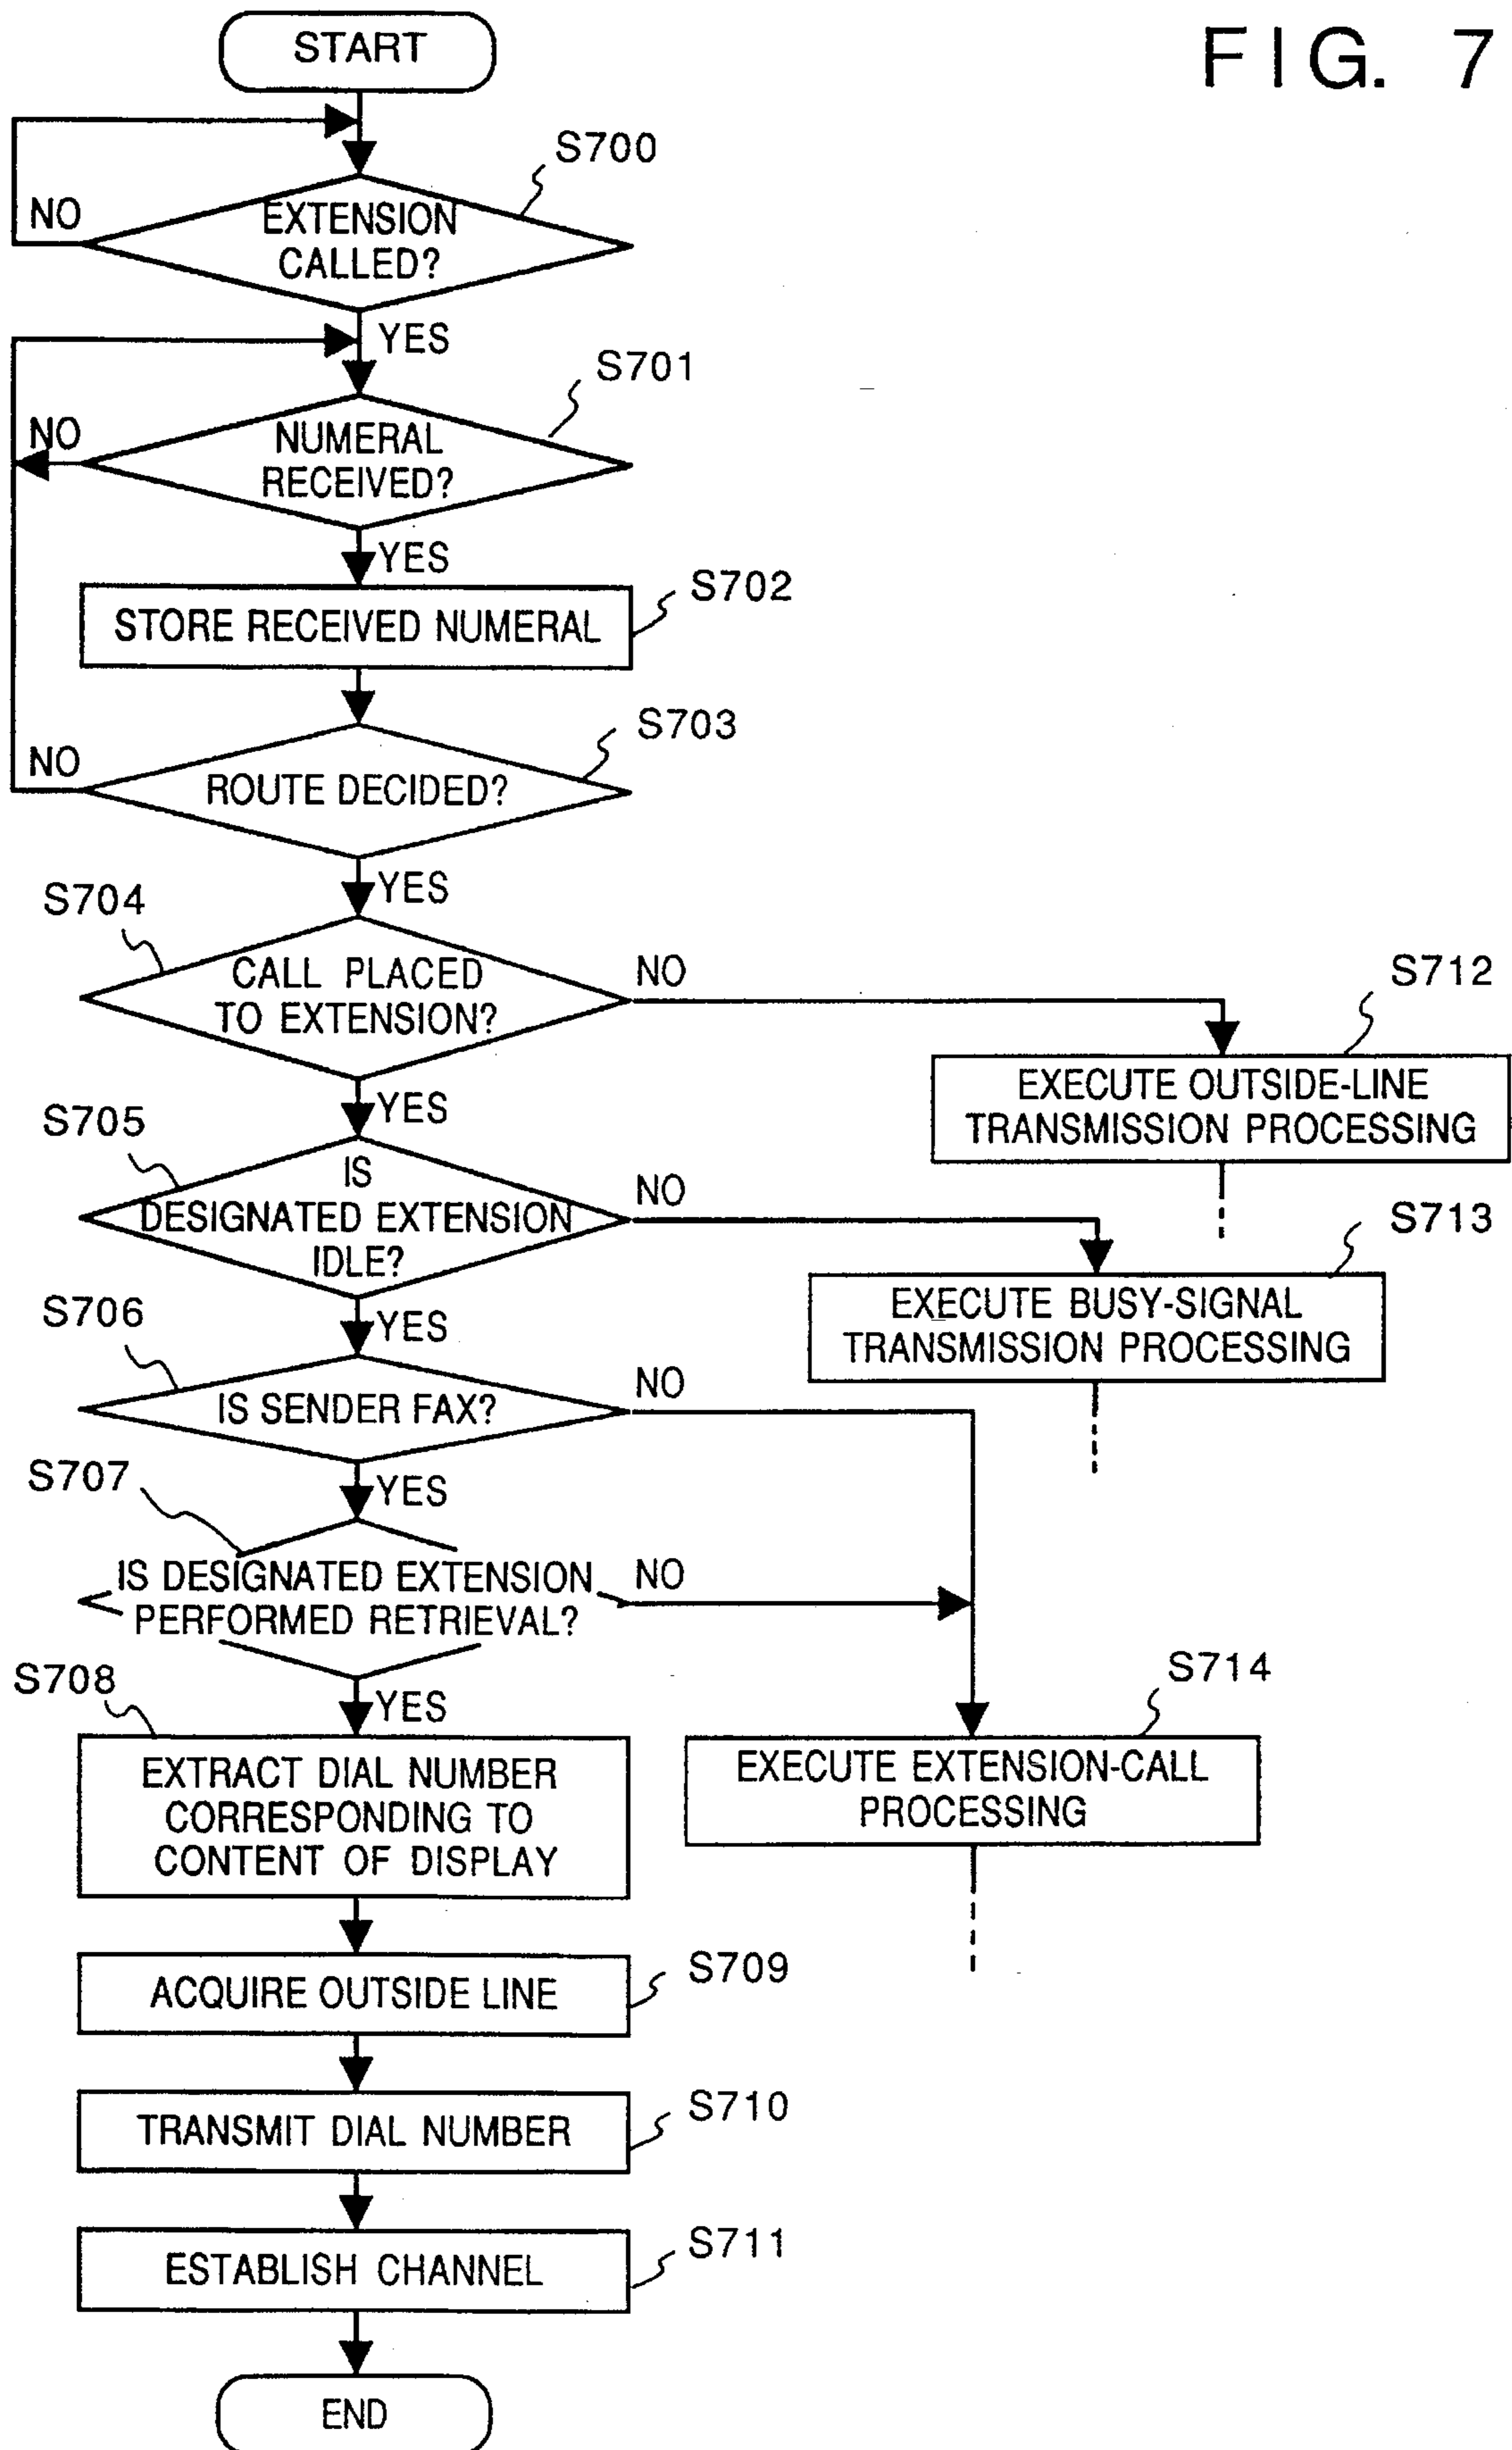 START
FIG. 7
S700
NO
EXTENSION
CALLED?
YES
S701
NO
NUMERAL
RECEIVED?
YES
S702
STORE RECEIVED NUMERAL
S703
NO
ROUTE DECIDED?
YES
S704
CALL PLACED
TO EXTENSION?
NO
S712
EXECUTE OUTSIDE-LINE
TRANSMISSION PROCESSING
YES
S705
IS
DESIGNATED EXTENSION
IDLE?
NO
S713
EXECUTE BUSY-SIGNAL
TRANSMISSION PROCESSING
YES
S706
IS SENDER FAX?
NO
YES
S707
IS DESIGNATED EXTENSION
PERFORMED RETRIEVAL?
NO
S714
EXECUTE EXTENSION-CALL
PROCESSING
YES
S708
EXTRACT DIAL NUMBER
CORRESPONDING TO
CONTENT OF DISPLAY
S709
ACQUIRE OUTSIDE LINE
S710
TRANSMIT DIAL NUMBER
S711
ESTABLISH CHANNEL
END